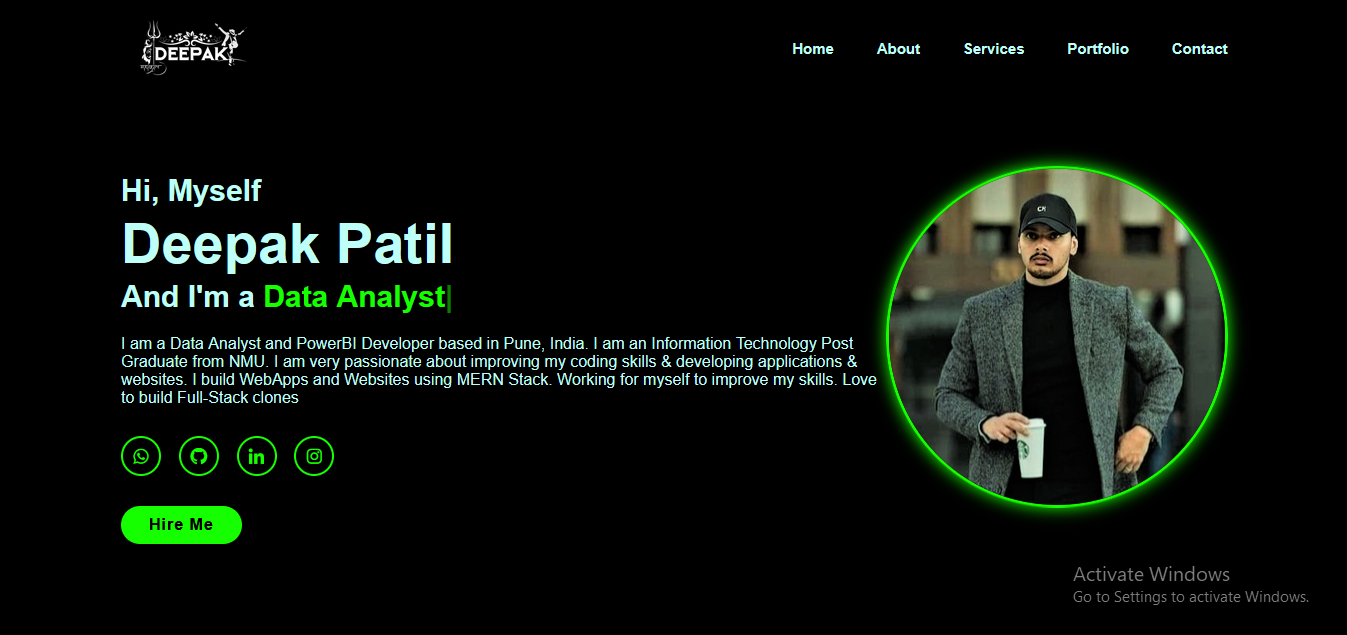 DEEPAK
Home About Services Portfolio Contact
Hi, Myself
Deepak Patil
And I'm a Data Analyst
I am a Data Analyst and PowerBI Developer based in Pune, India. I am an Information Technology Post
Graduate from NMU. I am very passionate about improving my coding skills & developing applications &
websites. I build WebApps and Websites using MERN Stack. Working for myself to improve my skills. Love
to build Full-Stack clones
in
Hire Me
Activate Windows
Go to Settings to activate Windows.